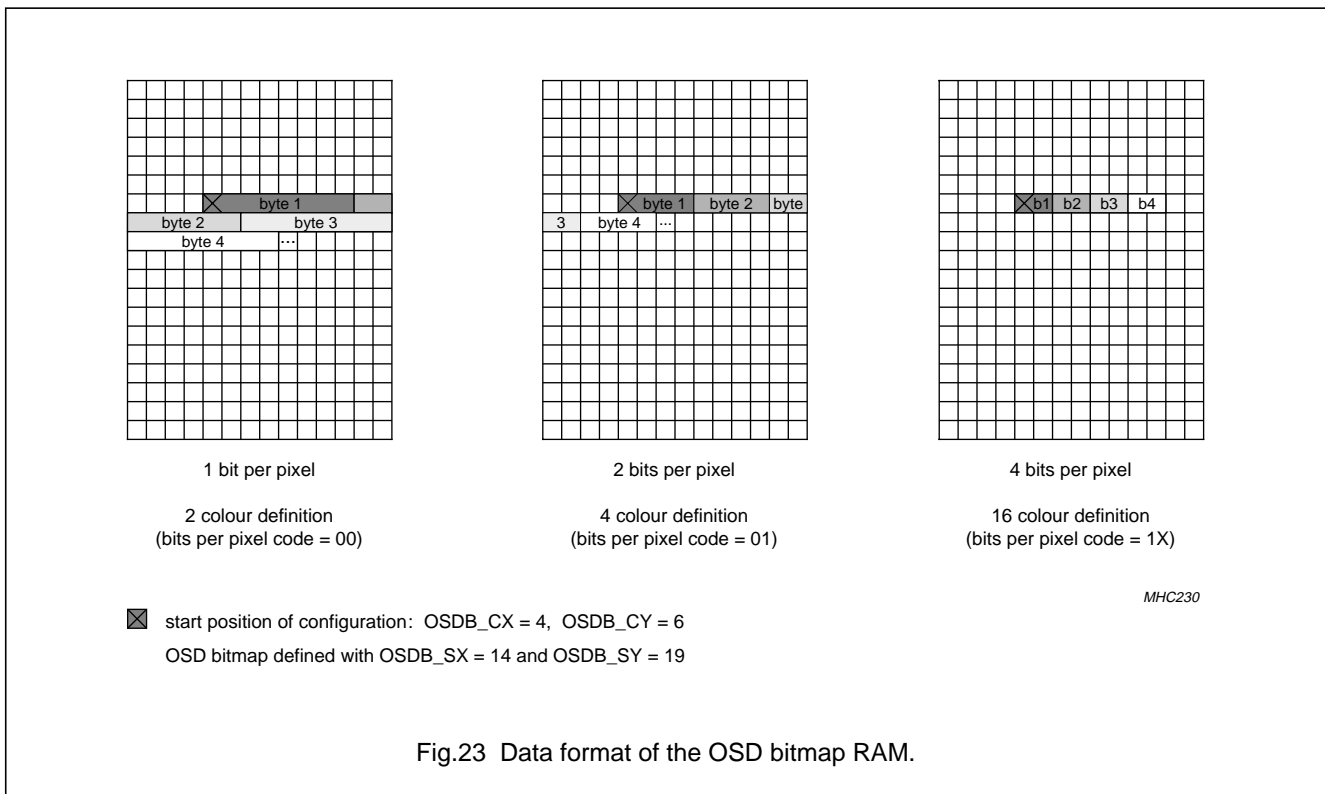 byte 1
byte 2 byte 3
byte 4 ...
byte 1 byte 2 byte
3 byte 4 ...
b1 b2 b3 b4
1 bit per pixel
2 colour definition
(bits per pixel code = 00)
2 bits per pixel
4 colour definition
(bits per pixel code = 01)
4 bits per pixel
16 colour definition
(bits per pixel code = 1X)
MHC230
start position of configuration: OSDB_CX = 4, OSDB_CY = 6
OSD bitmap defined with OSDB_SX = 14 and OSDB_SY = 19
Fig.23 Data format of the OSD bitmap RAM.